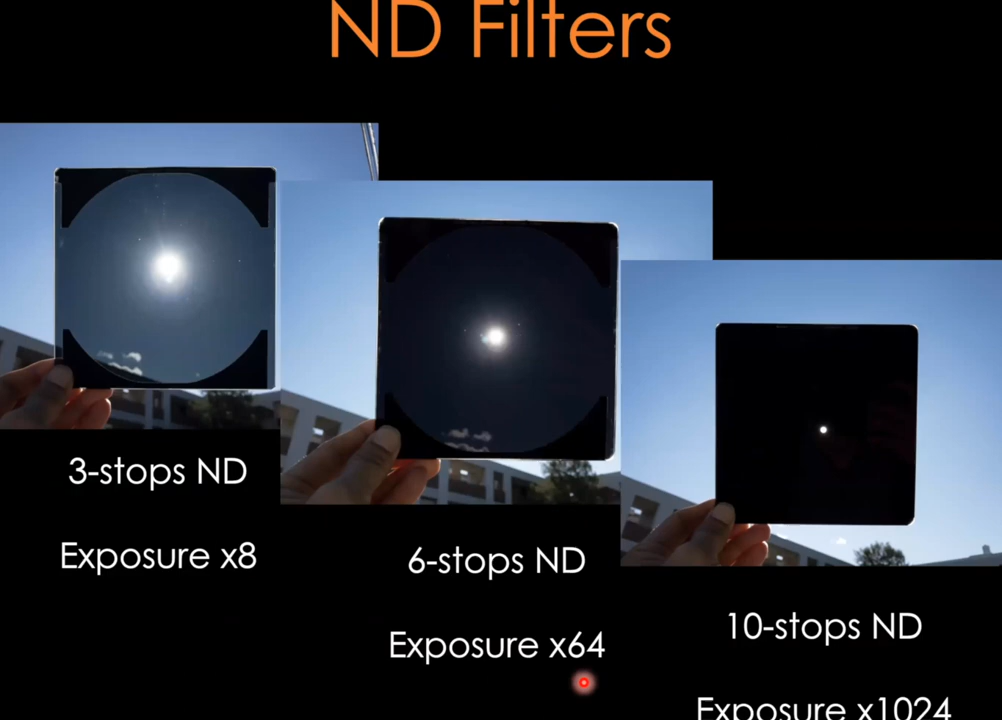 ND Filters
3-stops ND
Exposure x8
6-stops ND
Exposure x64
10-stops ND
Exposure x1024